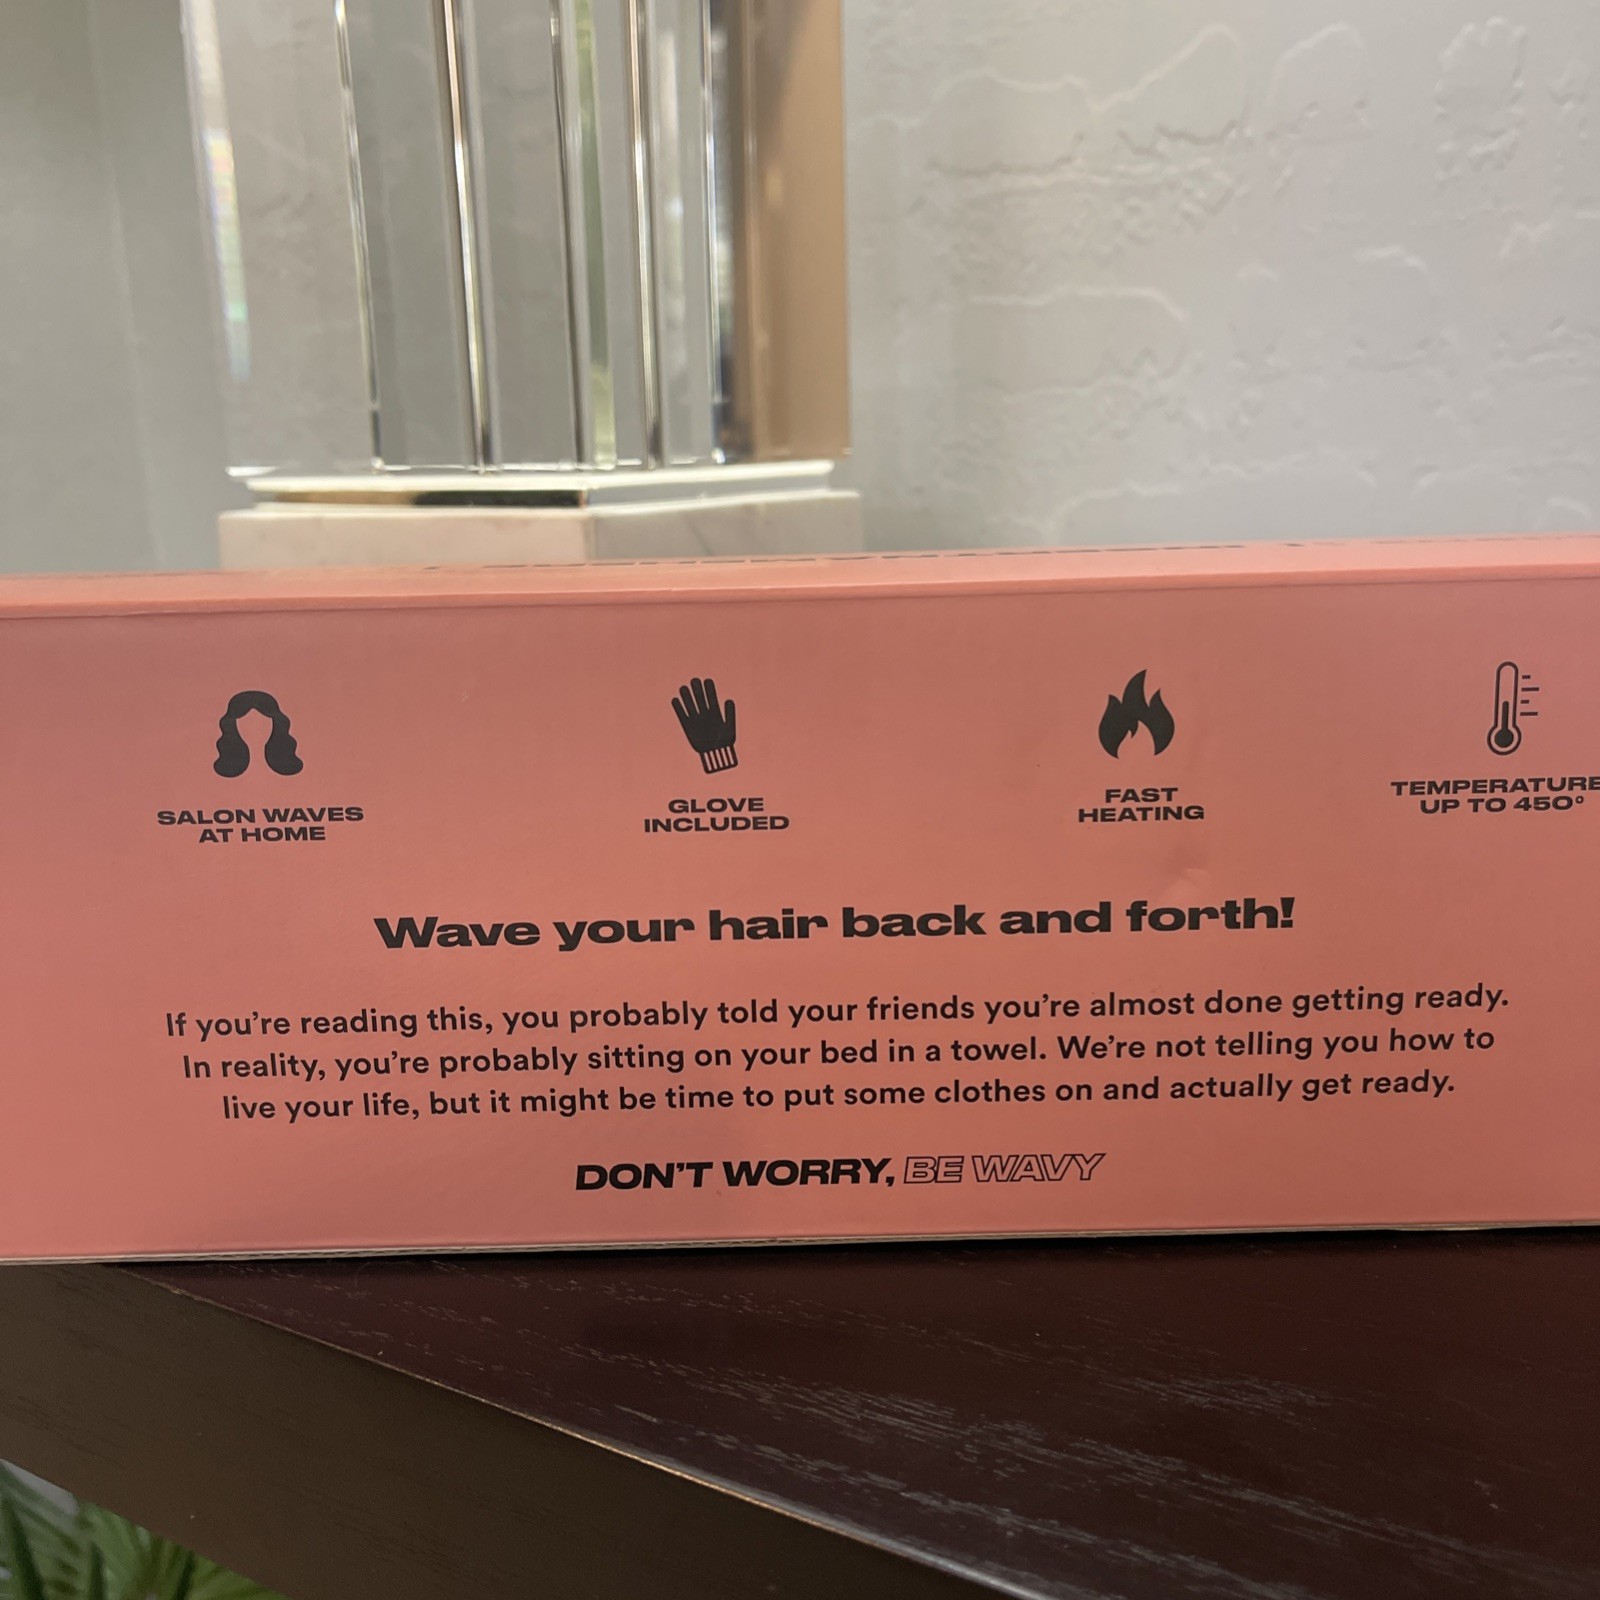 SALON WAVES
AT HOME
GLOVE
INCLUDED
FAST
HEATING
TEMPERATURE
UP TO 450°
Wave your hair back and forth!
If you're reading this, you probably told your friends you're almost done getting ready.
In reality, you're probably sitting on your bed in a towel. We're not telling you how to
live your life, but it might be time to put some clothes on and actually get ready.
DON'T WORRY, BE WAVY